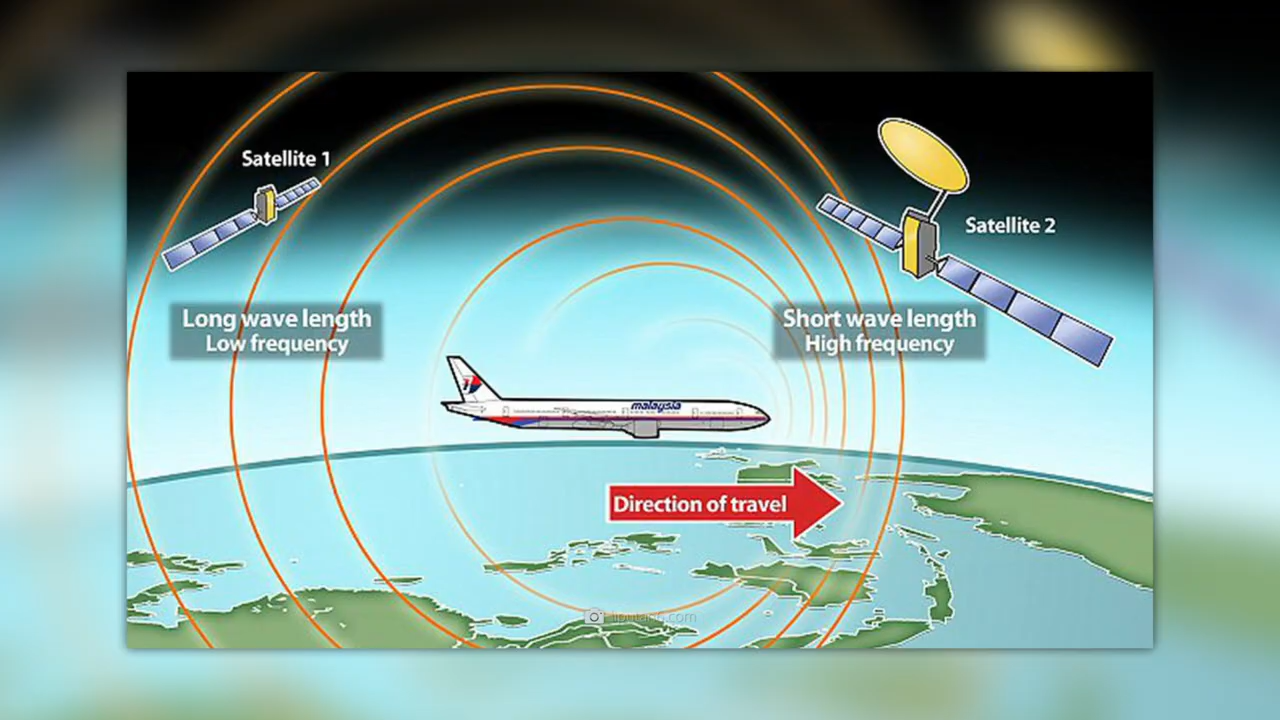 Satellite 1
Satellite 2
Long wave length
Low frequency
Short wave length
High frequency
malaysia
Direction of travel